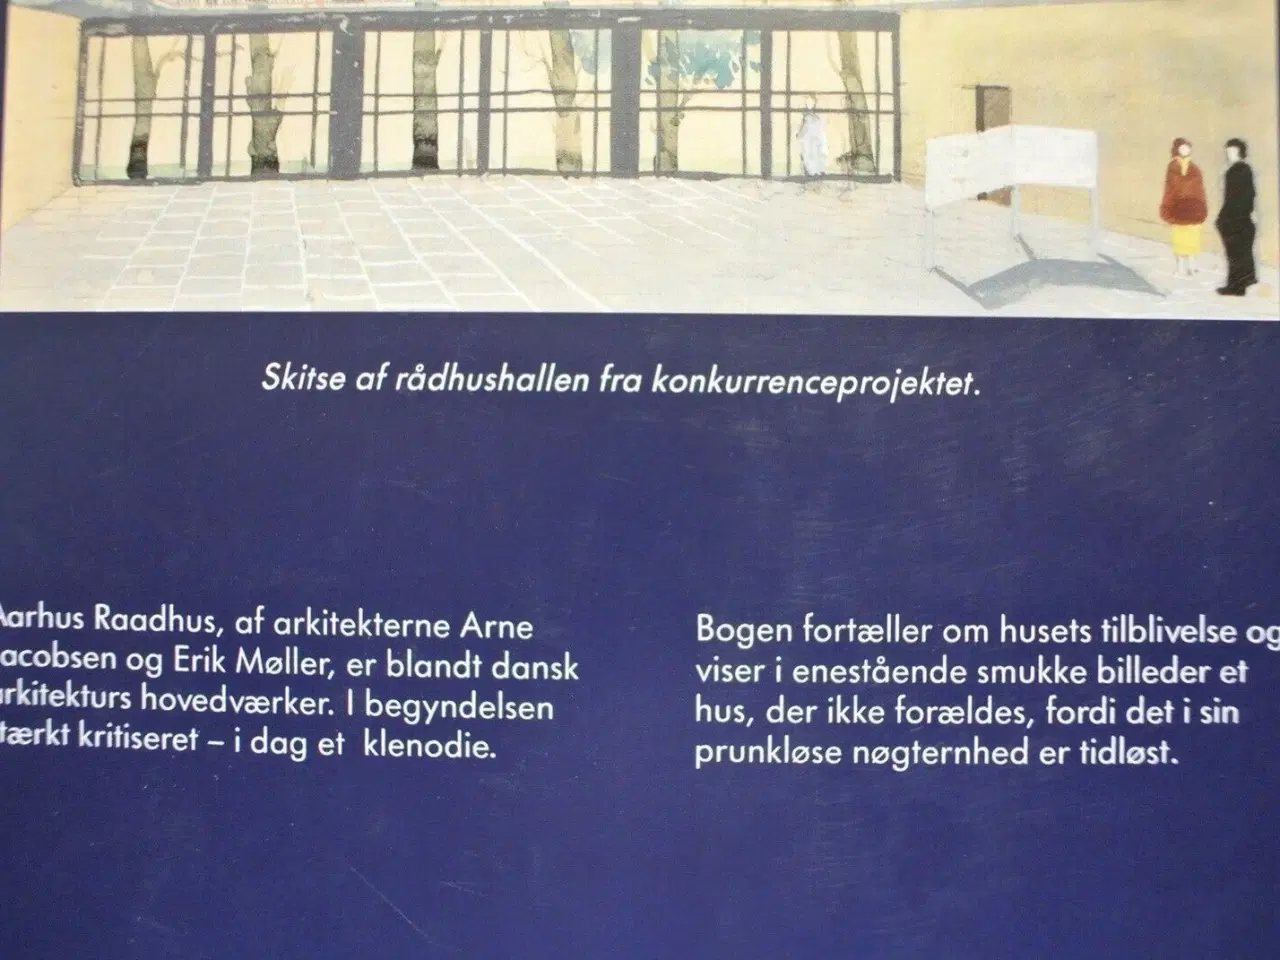 Skitse af rådhushallen fra konkurrenceprojektet.
Aarhus Raadhus, af arkitekterne Arne
acobsen og Erik Møller, er blandt dansk
arkitekturs hovedværker. I begyndelsen
tærkt kritiseret – i dag et klenodie.
Bogen fortæller om husets tilblivelse og
viser i enestående smukke billeder et
hus, der ikke forældes, fordi det i sin
prunkløse nøgternhed er tidløst.